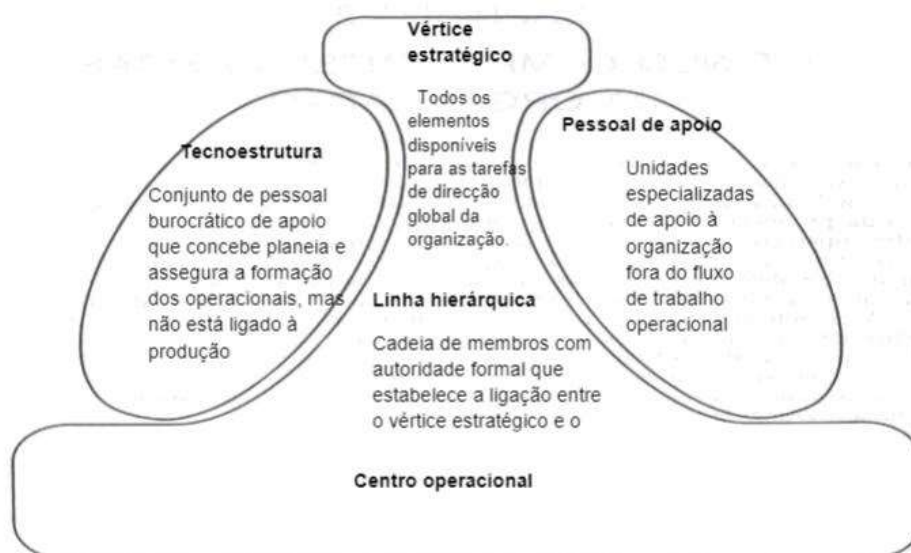 Vértice
estratégico
Todos os
elementos
disponíveis
para as tarefas
de direcção
global da
organização.
Tecnoestrutura
Conjunto de pessoal
burocrático de apoio
que concebe planeia e
assegura a formação
dos operacionais, mas
não está ligado à
produção
Pessoal de apoio
Unidades
especializadas
de apoio à
organização
fora do fluxo
de trabalho
operacional
Linha hierárquica
Cadeia de membros com
autoridade formal que
estabelece a ligação entre
o vértice estratégico e o
Centro operacional